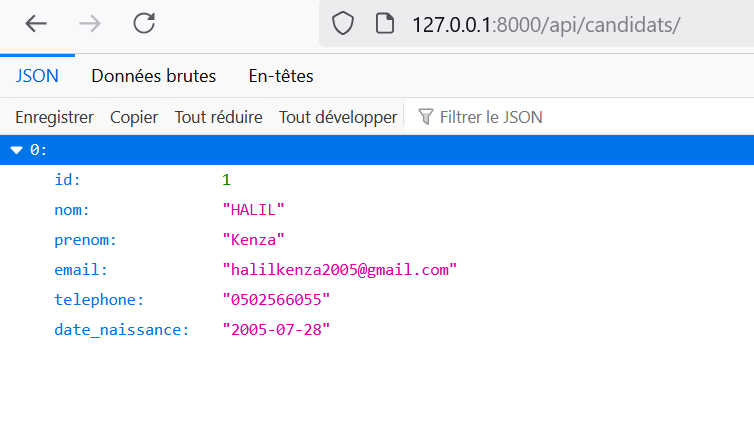 127.0.0.1:8000/api/candidats/
JSON Données brutes En-têtes
Enregistrer Copier Tout réduire Tout développer Filtrer le JSON
0:
id: 1
nom: "HALIL"
prenom: "Kenza"
email: "halilkenza2005@gmail.com"
telephone: "0502566055"
date_naissance: "2005-07-28"